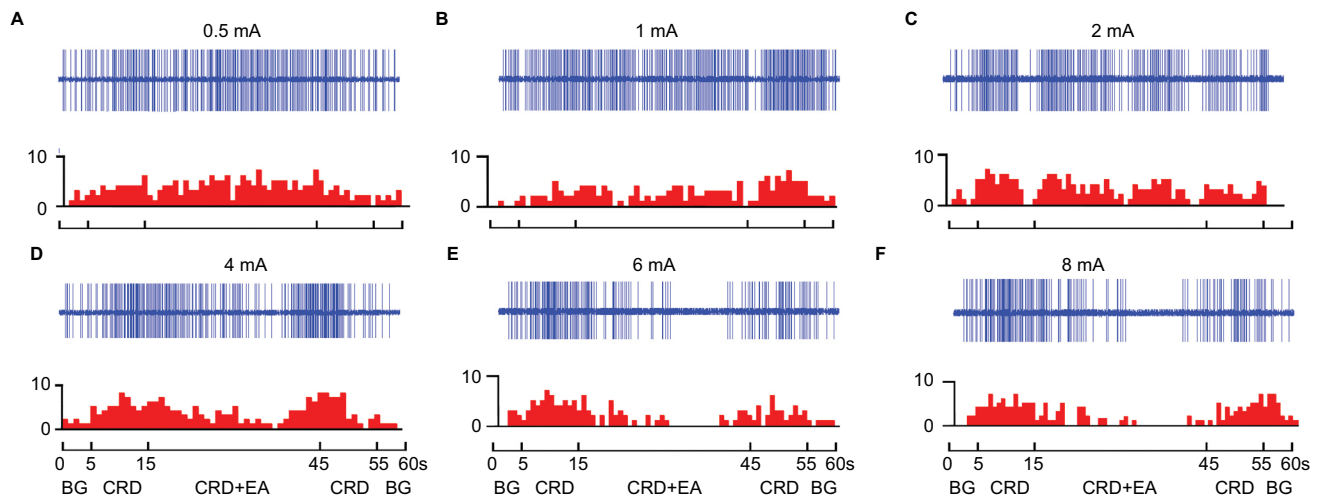 A B C
0.5 mA 1 mA 2 mA
10 10 10
0 0 0
D E F
4 mA 6 mA 8 mA
10 10 10
0 0 0
0 5 15 45 55 60s 0 5 15 45 55 60s 0 5 15 45 55 60s
BG CRD CRD+EA CRD BG BG CRD CRD+EA CRD BG BG CRD CRD+EA CRD BG